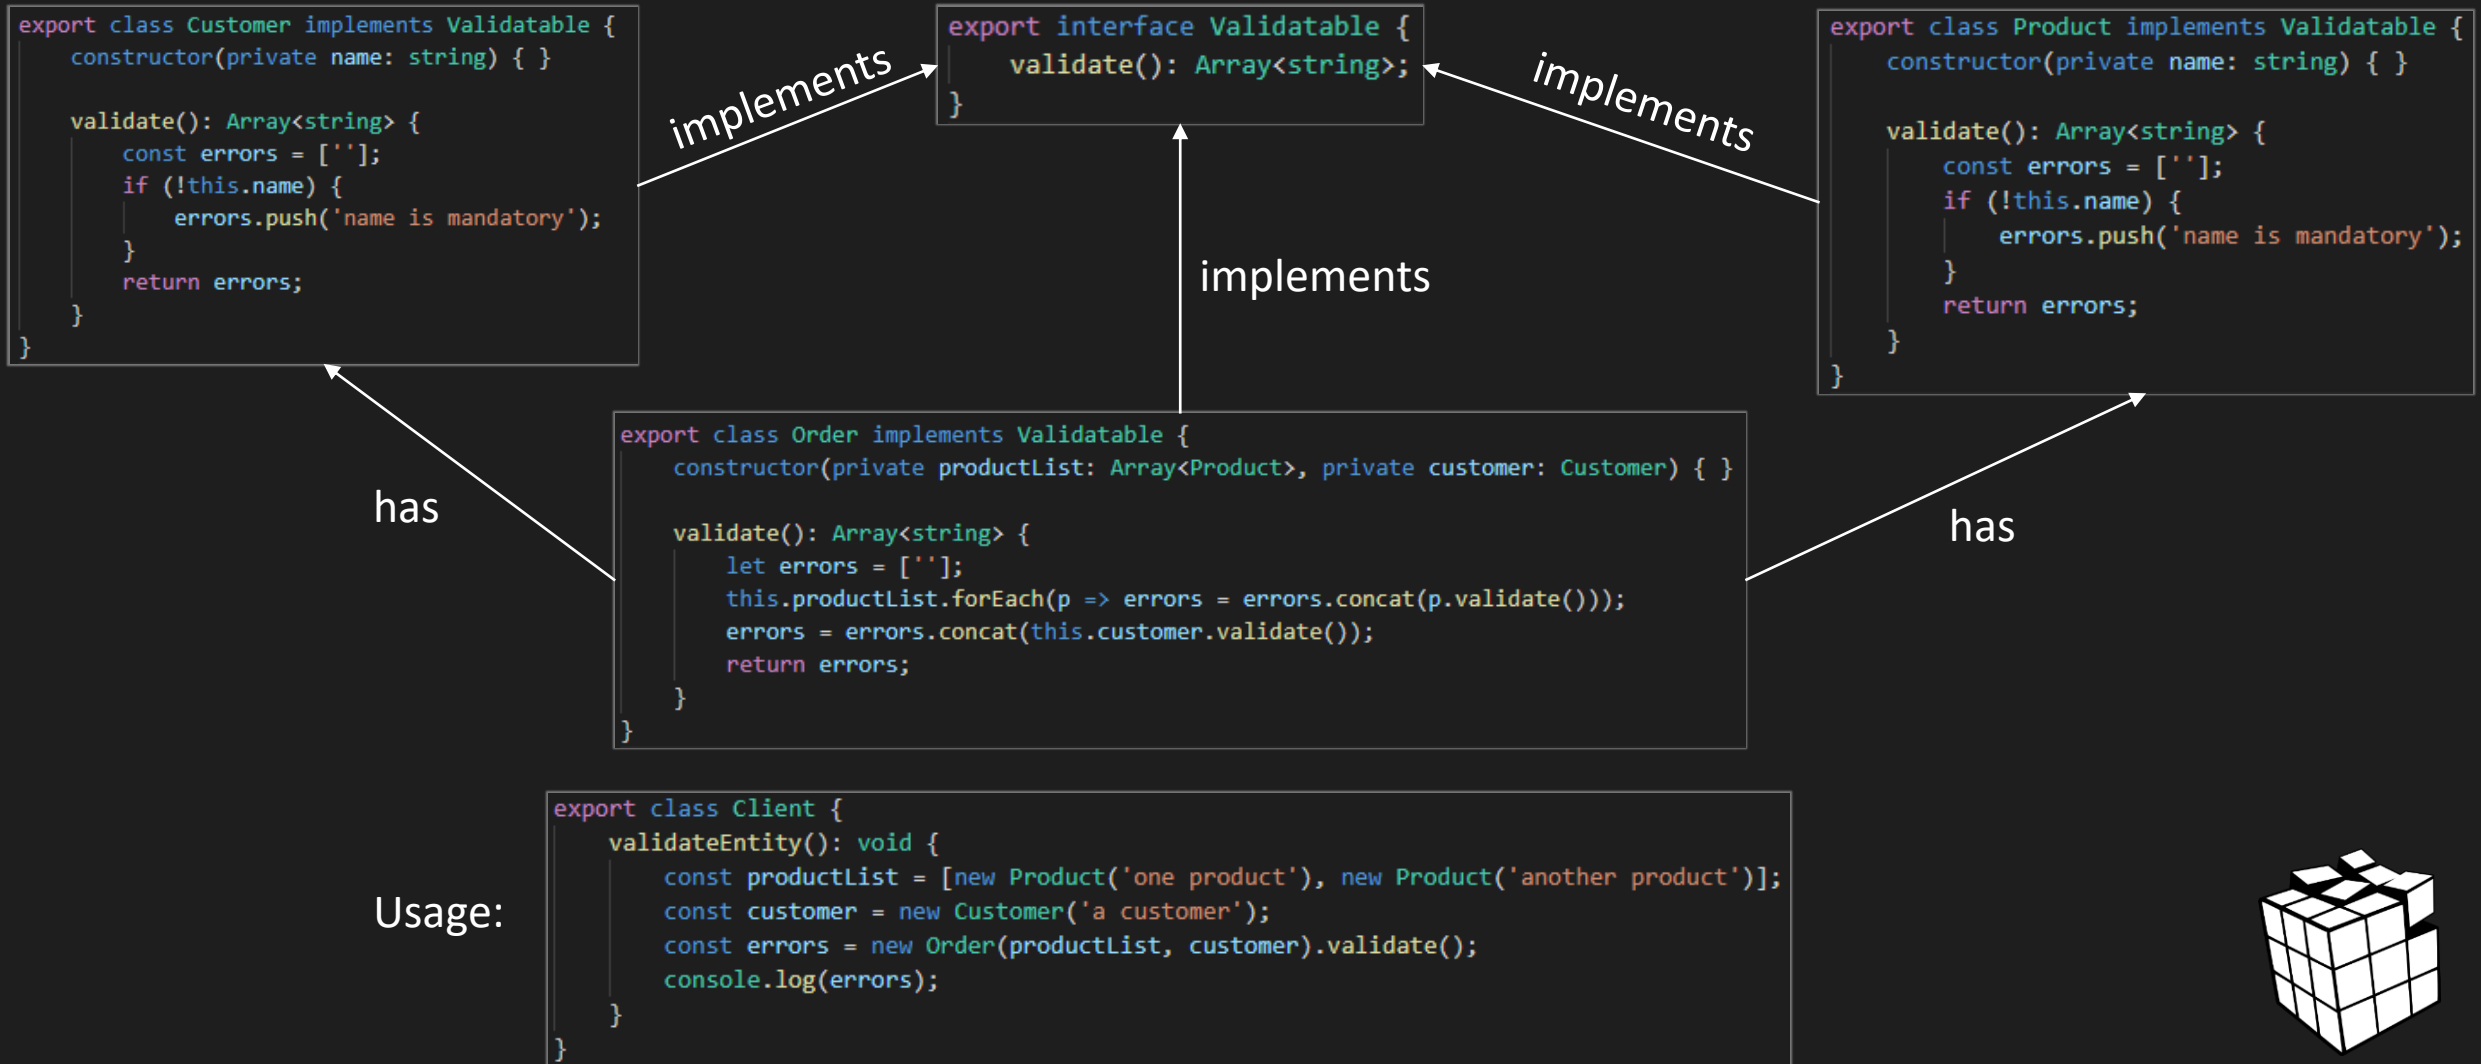 export class Customer implements Validatable {
constructor(private name: string) { }
validate(): Array<string> {
const errors = [''];
if (!this.name) {
errors.push('name is mandatory');
}
return errors;
}
}
implements
export interface Validatable {
validate(): Array<string>;
}
implements
export class Product implements Validatable {
constructor(private name: string) { }
validate(): Array<string> {
const errors = [''];
if (!this.name) {
errors.push('name is mandatory');
}
return errors;
}
}
implements
has
export class Order implements Validatable {
constructor(private productList: Array<Product>, private customer: Customer) { }
validate(): Array<string> {
let errors = [''];
this.productList.forEach(p => errors = errors.concat(p.validate()));
errors = errors.concat(this.customer.validate());
return errors;
}
}
has
Usage:
export class Client {
validateEntity(): void {
const productList = [new Product('one product'), new Product('another product')];
const customer = new Customer('a customer');
const errors = new Order(productList, customer).validate();
console.log(errors);
}
}